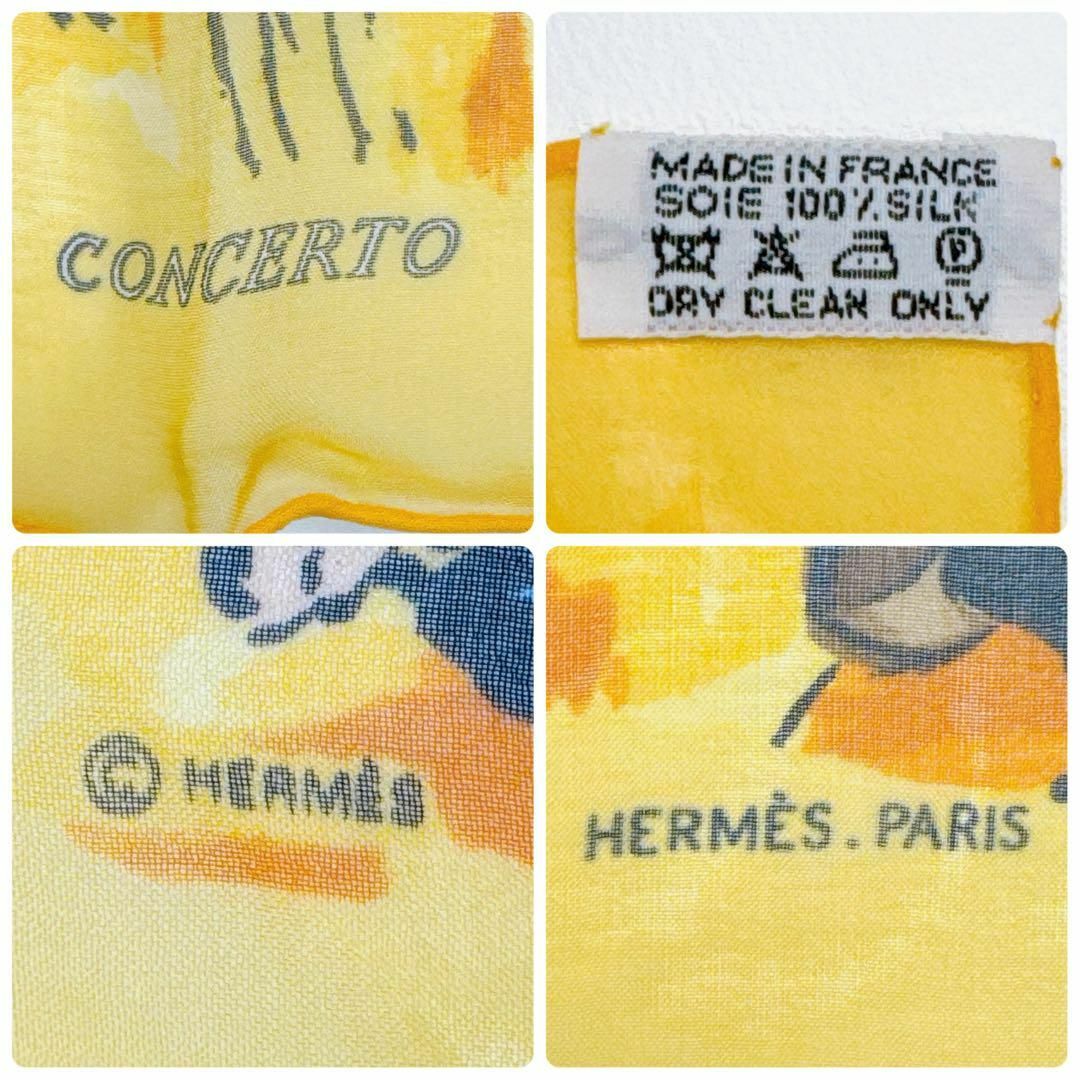 CONCERTO
MADE IN FRANCE
SOIE 100% SILK
P
DRY CLEAN ONLY
© HERMÈS
HERMÈS . PARIS